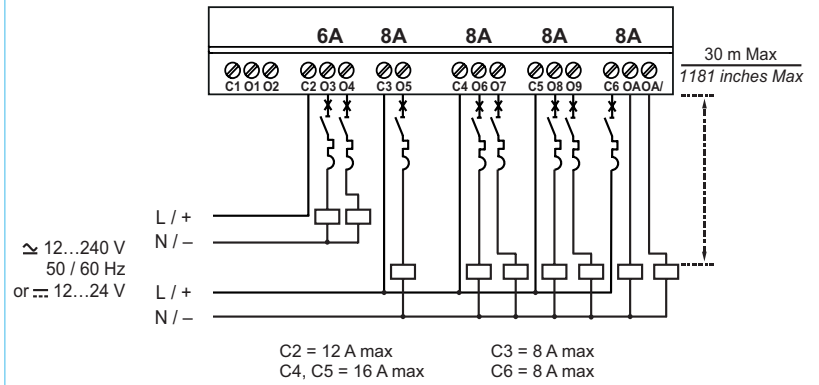 6A 8A 8A 8A 8A
C1 O1 O2 C2 O3 O4 C3 O5 C4 O6 O7 C5 O8 O9 C6 OA OA/
30 m Max
1181 inches Max
L / +
N / –
≃ 12...240 V
50 / 60 Hz
or ⎓ 12...24 V
L / +
N / –
C2 = 12 A max C3 = 8 A max
C4, C5 = 16 A max C6 = 8 A max